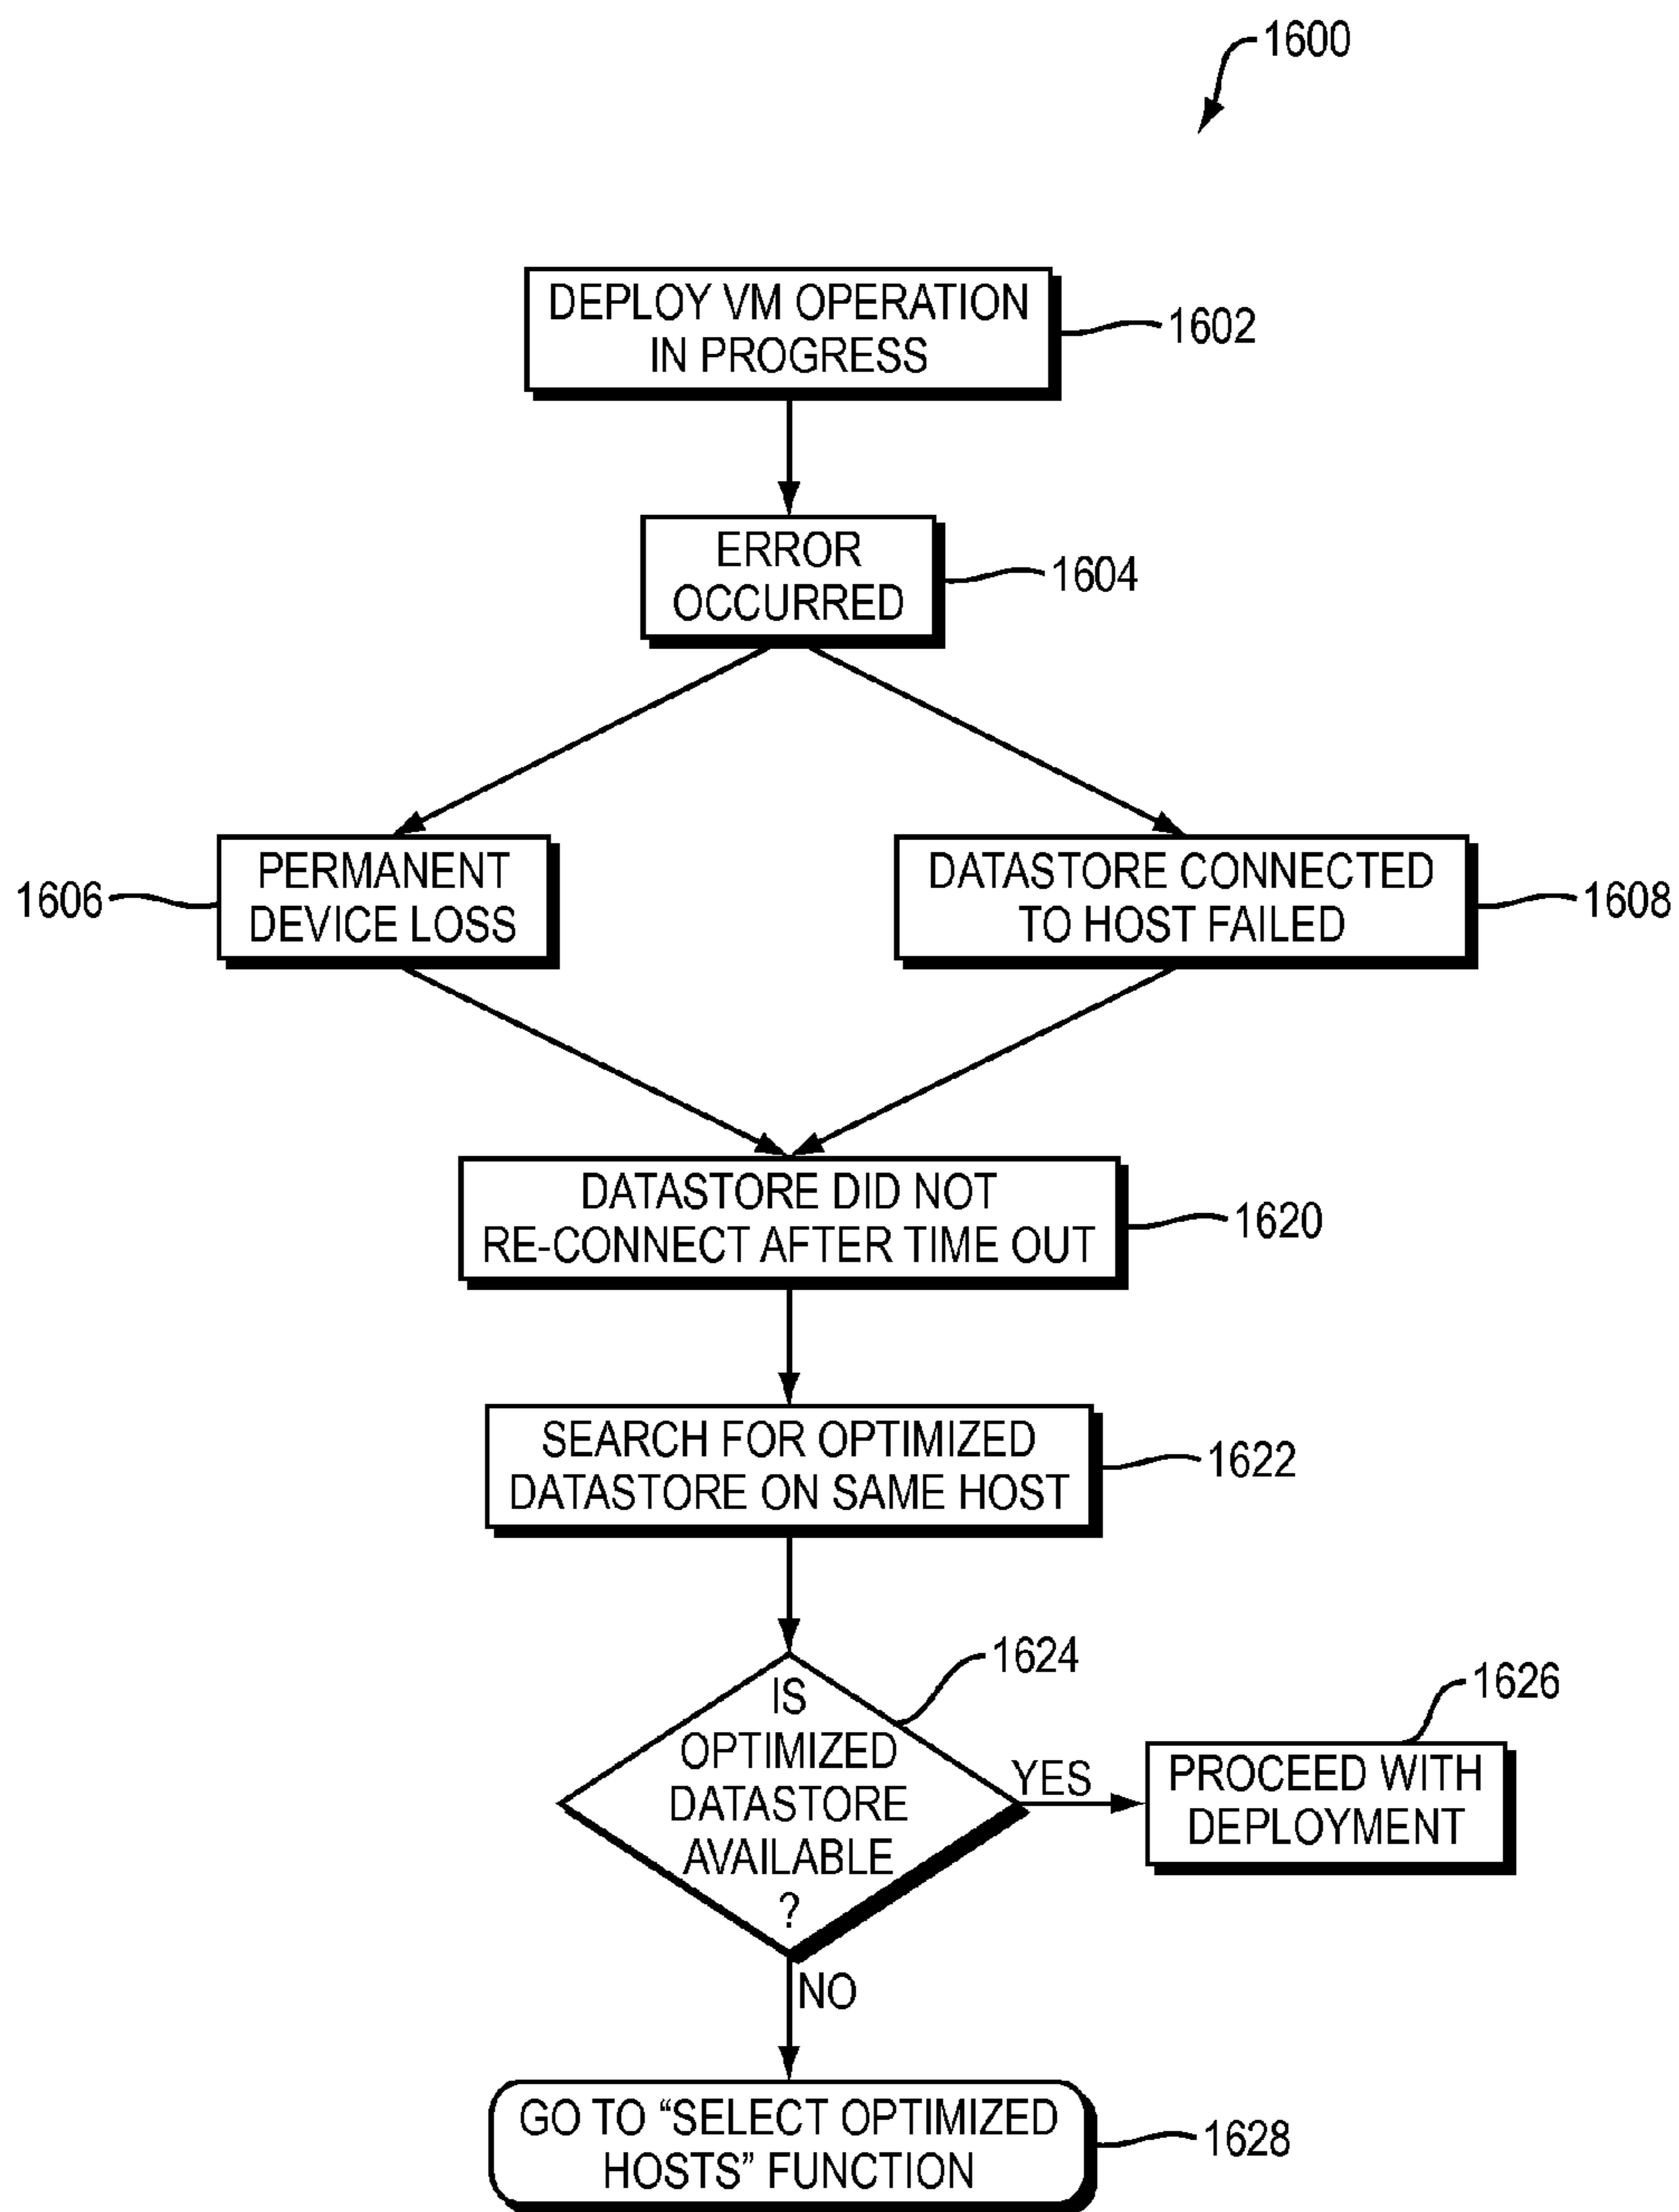 1600
DEPLOY VM OPERATION
IN PROGRESS
1602
ERROR
OCCURRED
1604
PERMANENT
DEVICE LOSS
1606
DATASTORE CONNECTED
TO HOST FAILED
1608
DATASTORE DID NOT
RE-CONNECT AFTER TIME OUT
1620
SEARCH FOR OPTIMIZED
DATASTORE ON SAME HOST
1622
IS
OPTIMIZED
DATASTORE
AVAILABLE
?
1624
YES
PROCEED WITH
DEPLOYMENT
1626
NO
GO TO “SELECT OPTIMIZED
HOSTS” FUNCTION
1628